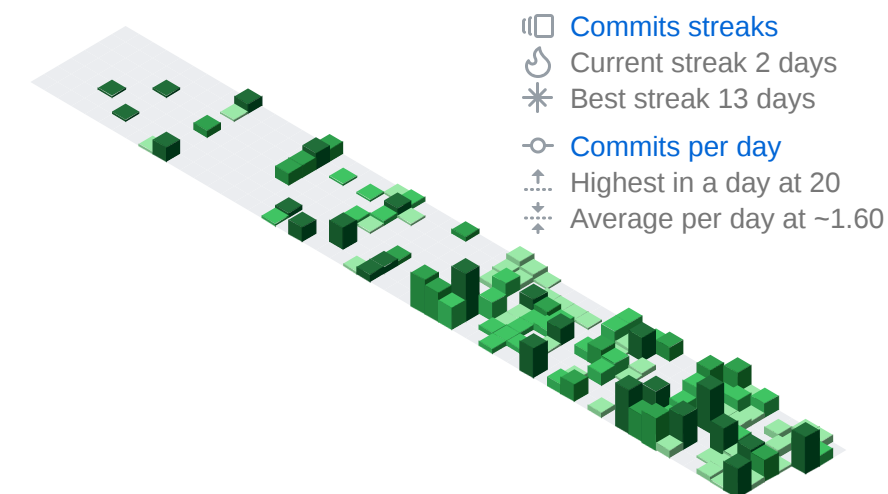 Commits streaks
Current streak 2 days
Best streak 13 days
Commits per day
Highest in a day at 20
Average per day at ~1.60